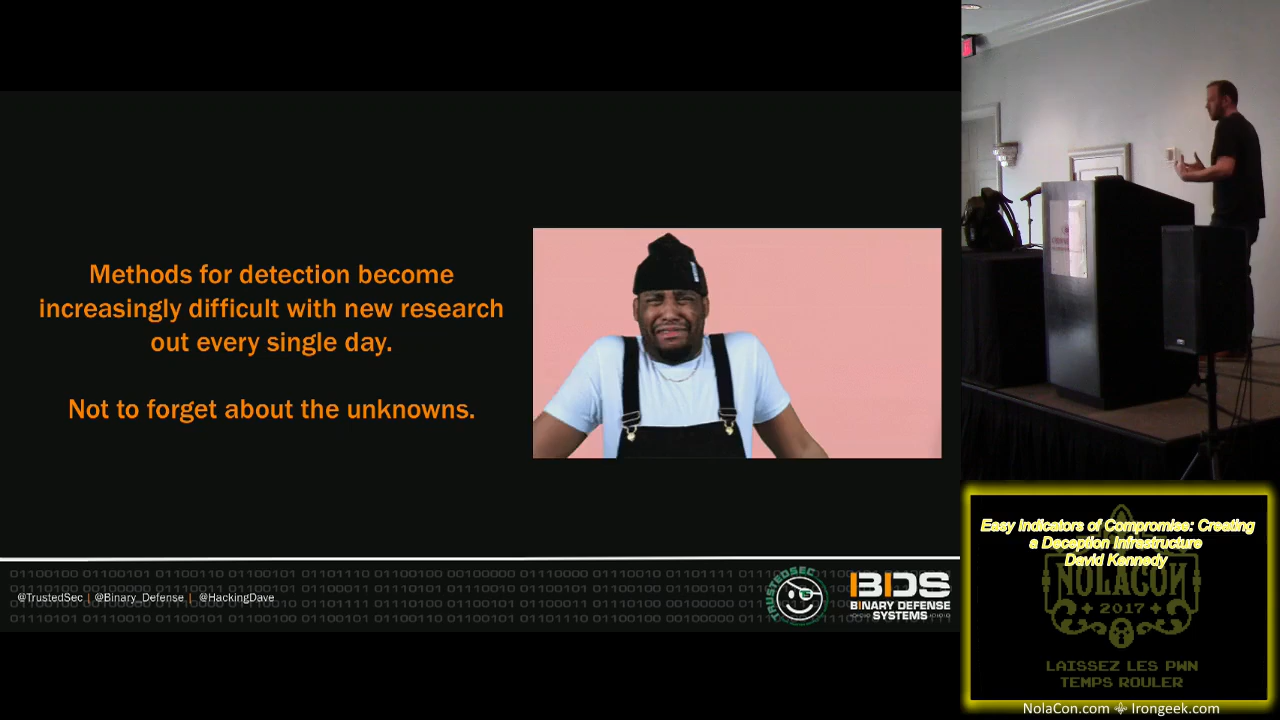 Methods for detection become
increasingly difficult with new research
out every single day.
Not to forget about the unknowns.
@TrustedSec | @Binary_Defense | @HackingDave
TRUSTEDSEC
BDS
BINARY DEFENSE
SYSTEMS
Easy Indicators of Compromise: Creating
a Deception Infrastructure
David Kennedy
NOLACON
2017
LAISSEZ LES PWN
TEMPS ROULER
NolaCon.com Irongeek.com